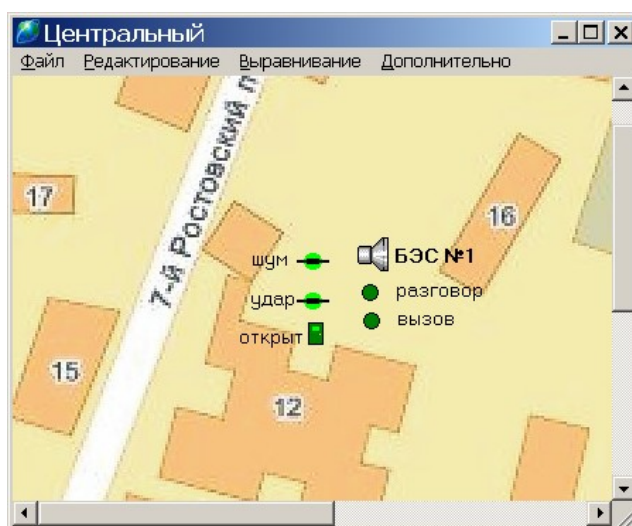 Центральный
Файл Редактирование Выравнивание Дополнительно
7-й Ростовский п
17
16
шум
БЭС №1
удар
разговор
вызов
открыт
15
12